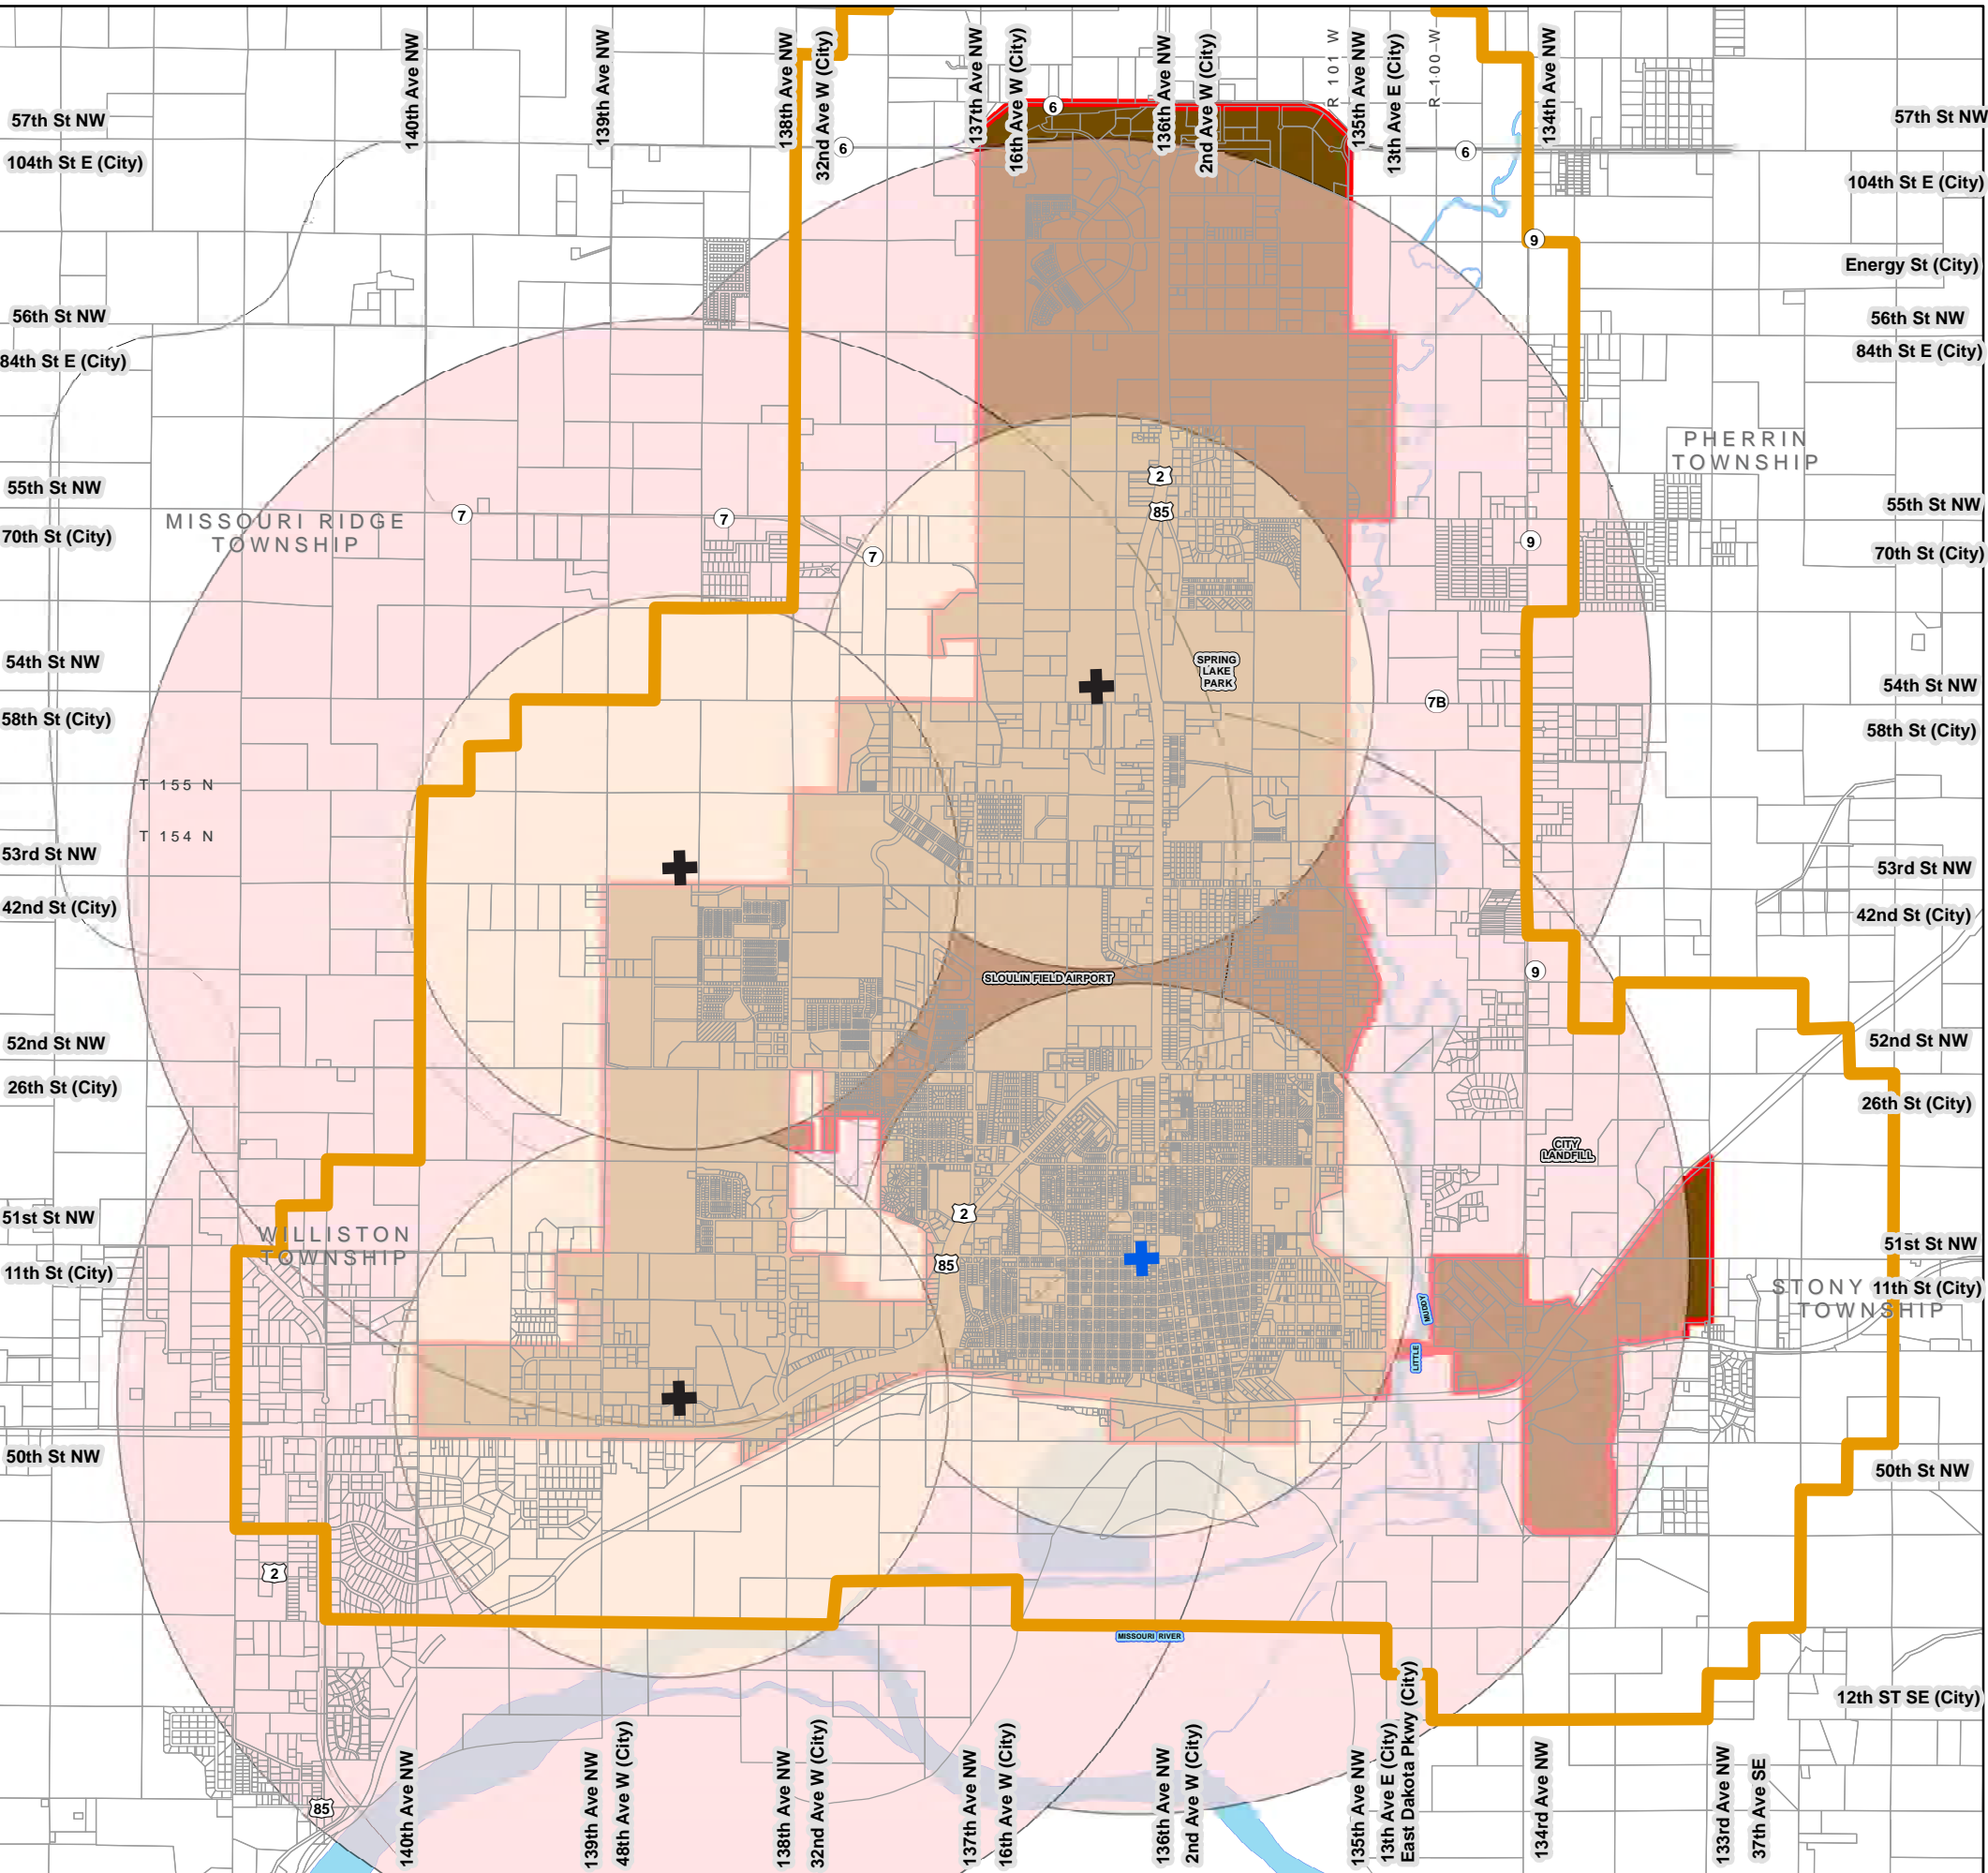 140th Ave NW
139th Ave NW
138th Ave NW
32nd Ave W (City)
137th Ave NW
16th Ave W (City)
136th Ave NW
2nd Ave W (City)
R 101 W
135th Ave NW
13th Ave E (City)
R 100 W
134th Ave NW
57th St NW
104th St E (City)
56th St NW
84th St E (City)
55th St NW
70th St (City)
54th St NW
58th St (City)
53rd St NW
42nd St (City)
52nd St NW
26th St (City)
51st St NW
11th St (City)
50th St NW
57th St NW
104th St E (City)
Energy St (City)
56th St NW
84th St E (City)
55th St NW
70th St (City)
54th St NW
58th St (City)
53rd St NW
42nd St (City)
52nd St NW
26th St (City)
51st St NW
11th St (City)
50th St NW
12th ST SE (City)
6
6
6
9
7
7
7
2
85
9
7B
9
2
85
2
85
MISSOURI RIDGE
TOWNSHIP
PHERRIN
TOWNSHIP
T 155 N
T 154 N
SPRING
LAKE
PARK
SLOULIN FIELD AIRPORT
CITY
LANDFILL
WILLISTON
TOWNSHIP
STONY
TOWNSHIP
MUDDY
LITTLE
MISSOURI RIVER
140th Ave NW
139th Ave NW
48th Ave W (City)
138th Ave NW
32nd Ave W (City)
137th Ave NW
16th Ave W (City)
136th Ave NW
2nd Ave W (City)
135th Ave NW
13th Ave E (City)
East Dakota Pkwy (City)
134rd Ave NW
133rd Ave NW
37th Ave SE